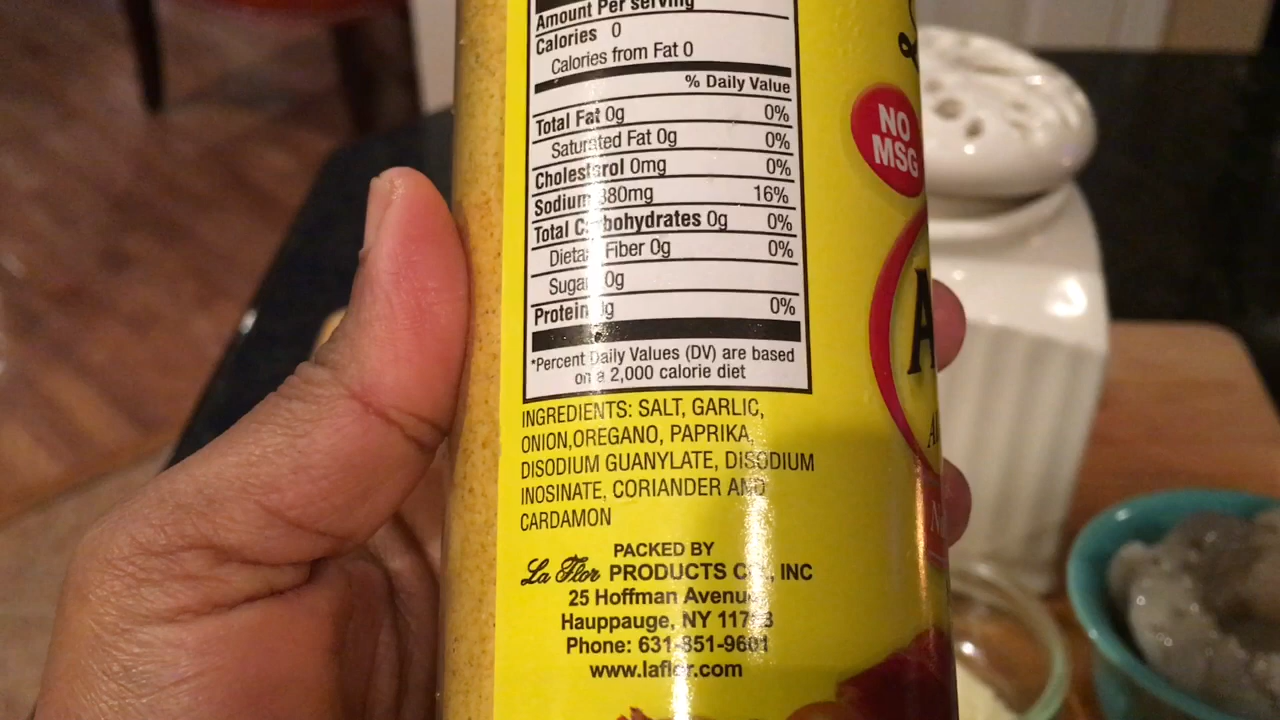 Amount Per serving
Calories 0
Calories from Fat 0
% Daily Value
Total Fat 0g 0%
Saturated Fat 0g 0%
Cholesterol 0mg 0%
Sodium 380mg 16%
Total Carbohydrates 0g 0%
Dietary Fiber 0g 0%
Sugar 0g
Protein 0g 0%
*Percent Daily Values (DV) are based
on a 2,000 calorie diet
INGREDIENTS: SALT, GARLIC,
ONION,OREGANO, PAPRIKA,
DISODIUM GUANYLATE, DISODIUM
INOSINATE, CORIANDER AND
CARDAMON
PACKED BY
La Flor PRODUCTS INC
25 Hoffman Avenue
Hauppauge, NY
Phone: 631-851-9601
www.laflor.com
NO
MSG